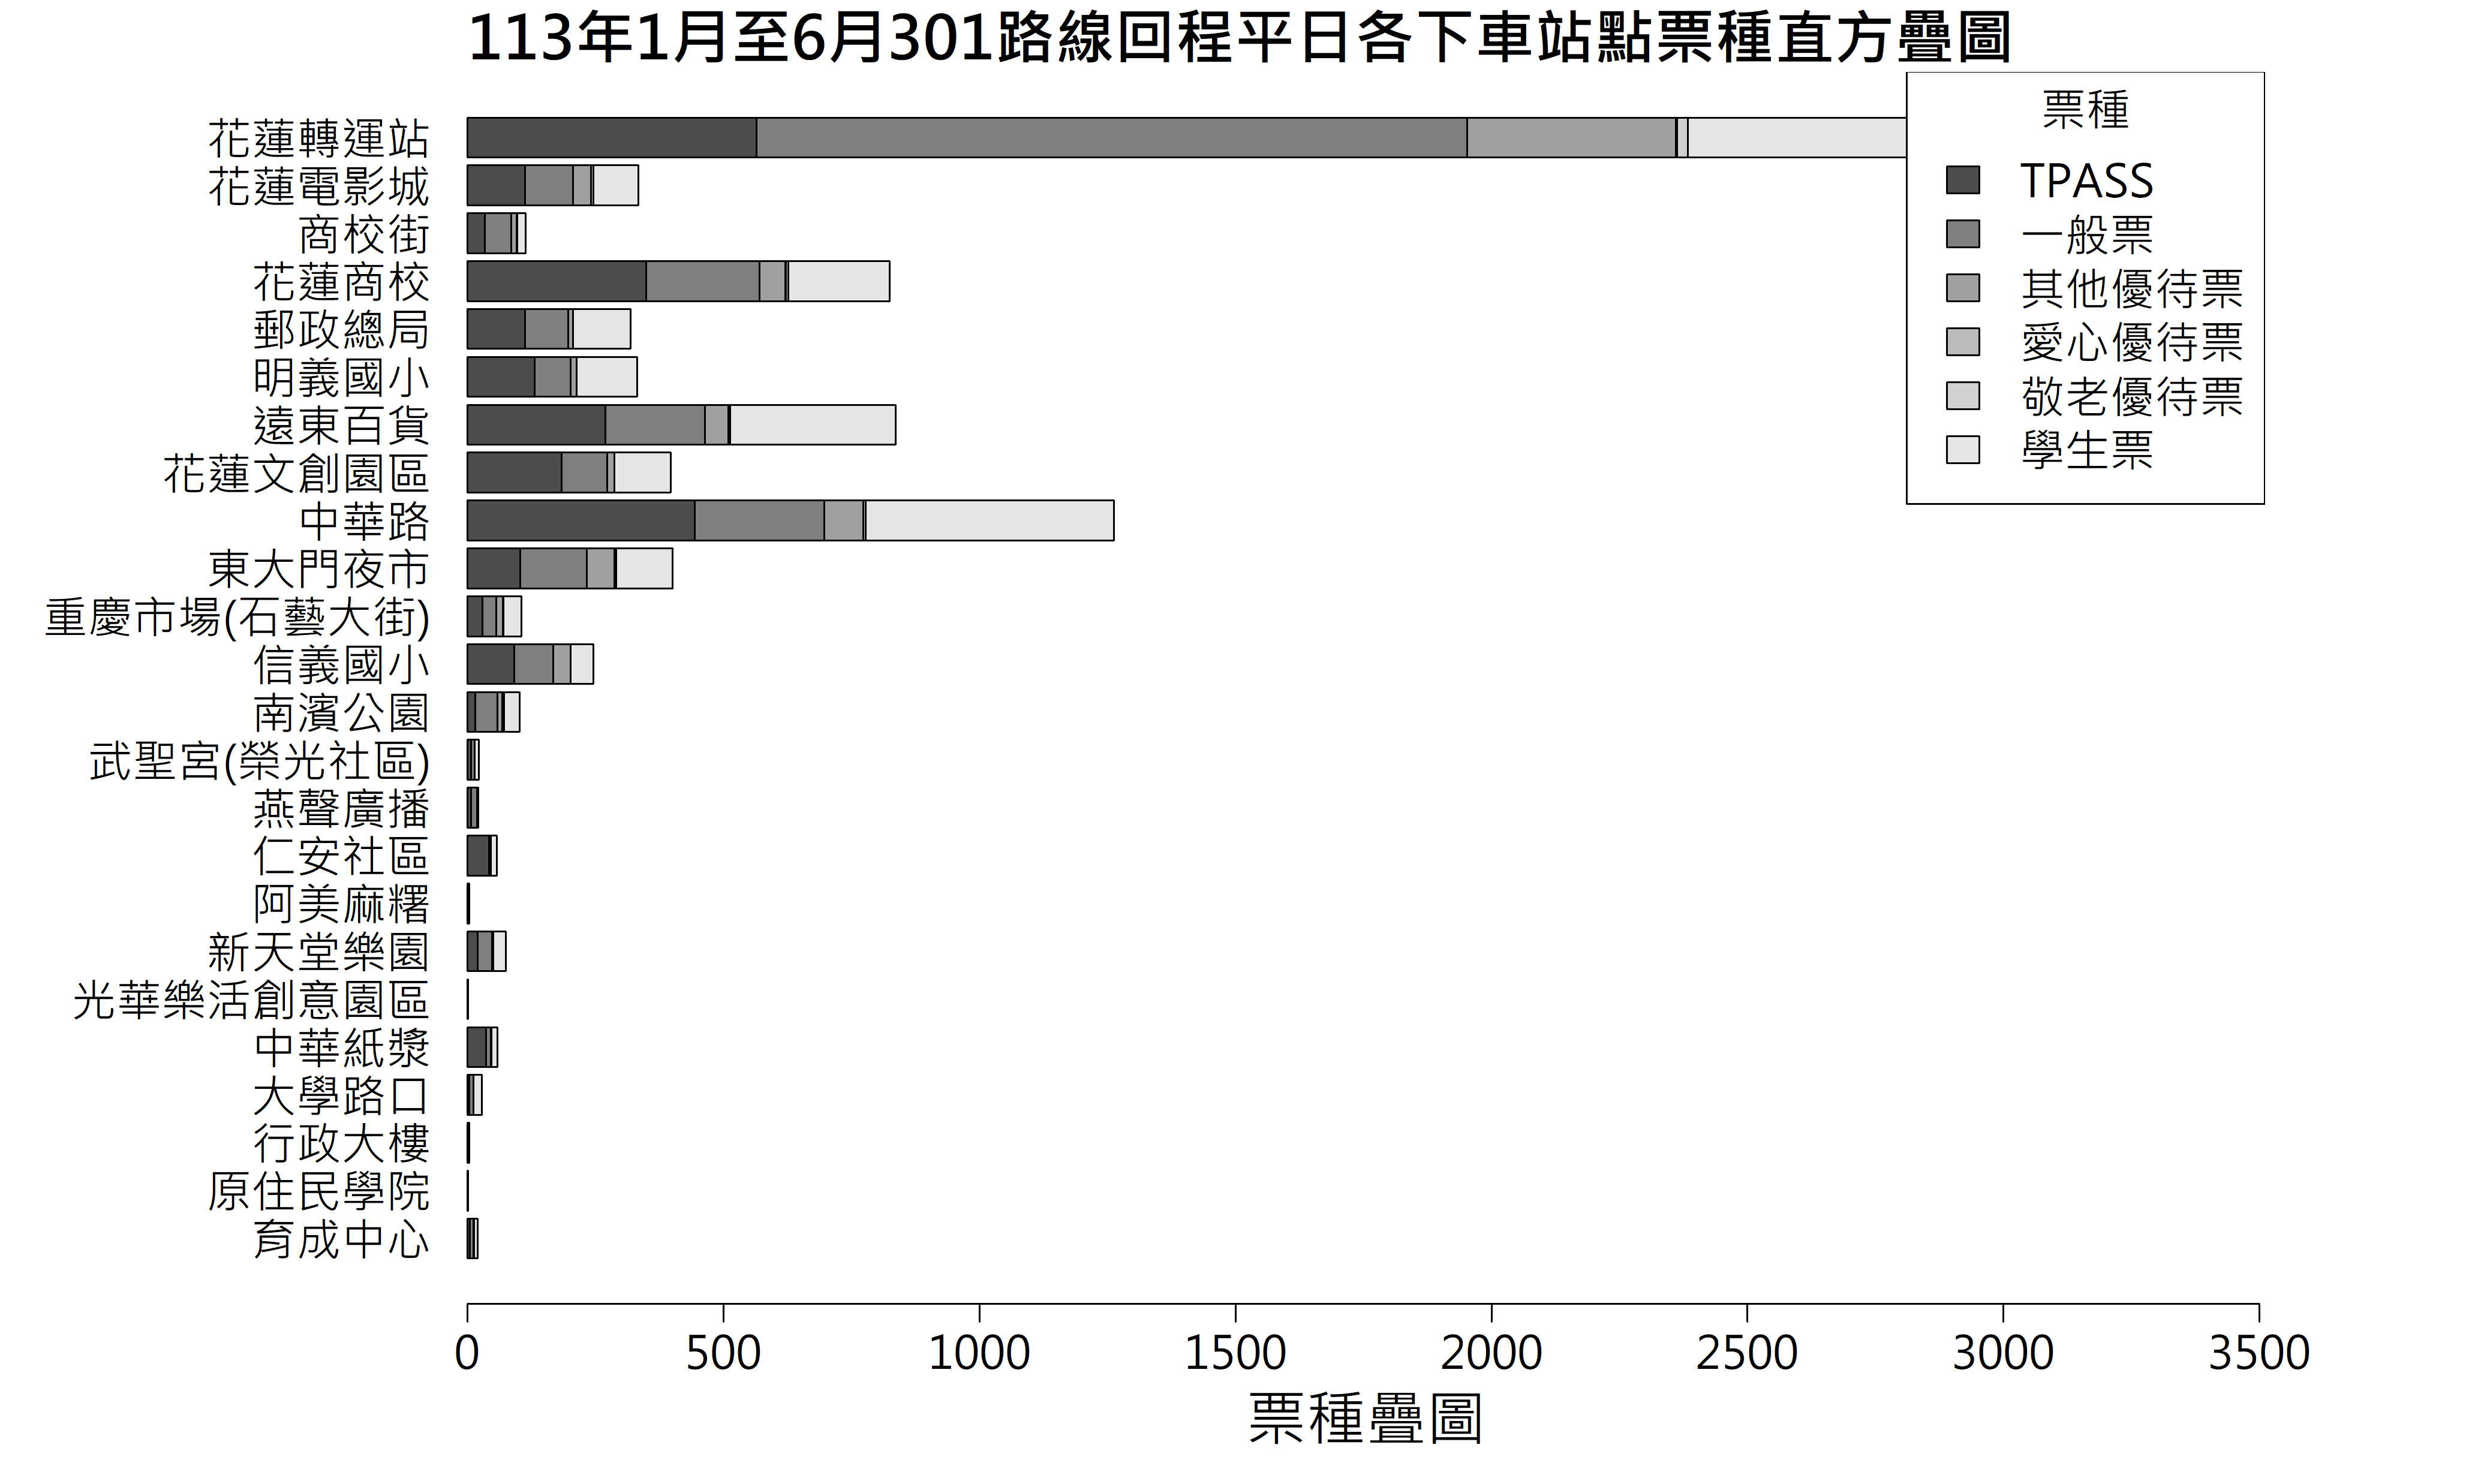 113年1月至6月301路線回程平日各下車站點票種直方疊圖
票種
TPASS
一般票
其他優待票
愛心優待票
敬老優待票
學生票
花蓮轉運站
花蓮電影城
商校街
花蓮商校
郵政總局
明義國小
遠東百貨
花蓮文創園區
中華路
東大門夜市
重慶市場(石藝大街)
信義國小
南濱公園
武聖宮(榮光社區)
燕聲廣播
仁安社區
阿美麻糬
新天堂樂園
光華樂活創意園區
中華紙漿
大學路口
行政大樓
原住民學院
育成中心
0 500 1000 1500 2000 2500 3000 3500
票種疊圖